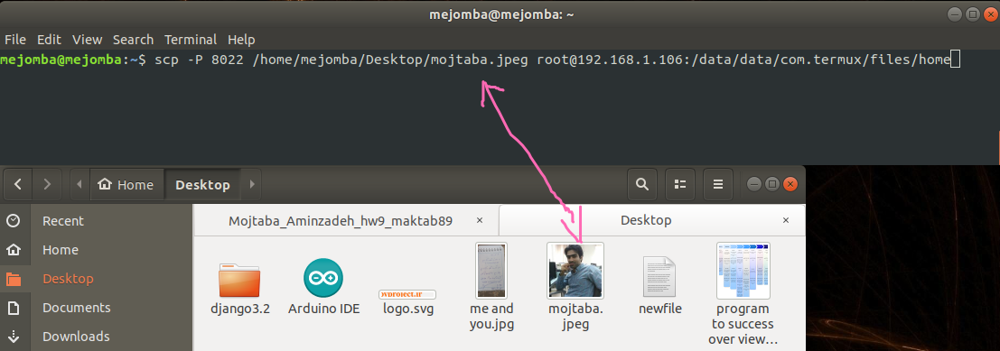 mejomba@mejomba: ~
File Edit View Search Terminal Help
mejomba@mejomba:~$ scp -P 8022 /home/mejomba/Desktop/mojtaba.jpeg root@192.168.1.106:/data/data/com.termux/files/home
Home Desktop
Recent
Home
Desktop
Documents
Downloads
Mojtaba_Aminzadeh_hw9_maktab89 × Desktop ×
django3.2
Arduino IDE
logo.svg
me and
you.jpg
mojtaba.
jpeg
newfile
program
to success
over view…